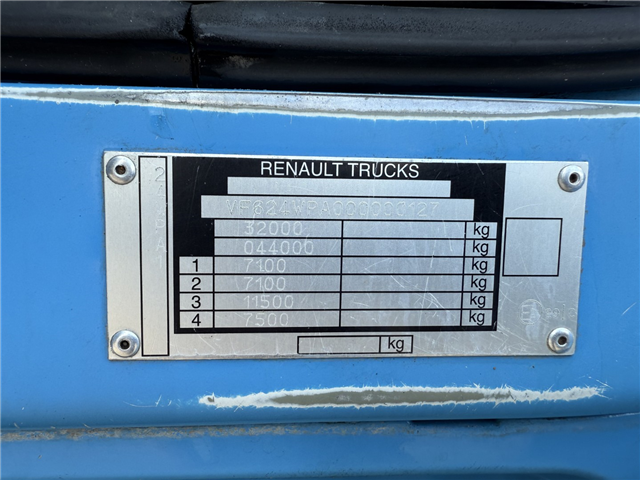 RENAULT TRUCKS
32000 kg
044000 kg
1 7100 kg
2 7100 kg
3 11500 kg
4 7500 kg
kg